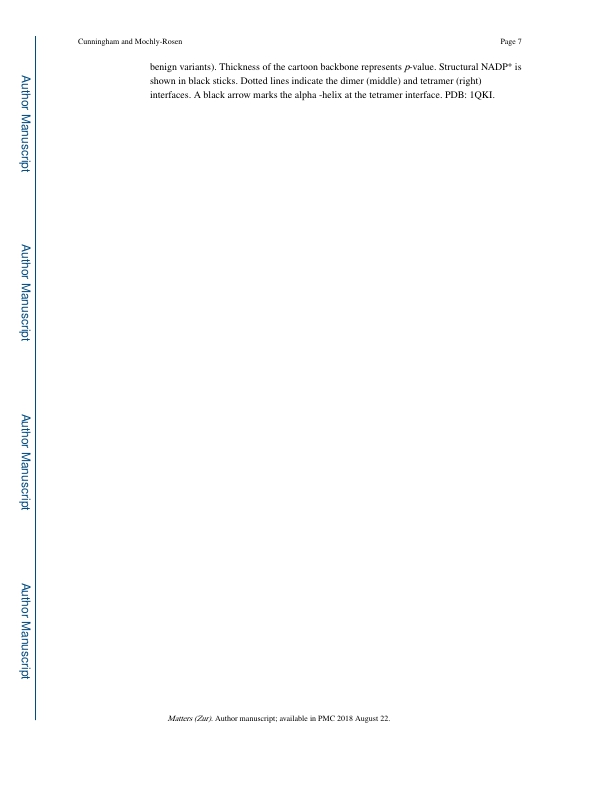 Cunningham and Mochly-Rosen Page 7
benign variants). Thickness of the cartoon backbone represents p-value. Structural NADP* is
shown in black sticks. Dotted lines indicate the dimer (middle) and tetramer (right)
interfaces. A black arrow marks the alpha -helix at the tetramer interface. PDB: 1QKI.
Author Manuscript
Author Manuscript
Author Manuscript
Author Manuscript
Matters (Zur). Author manuscript; available in PMC 2018 August 22.